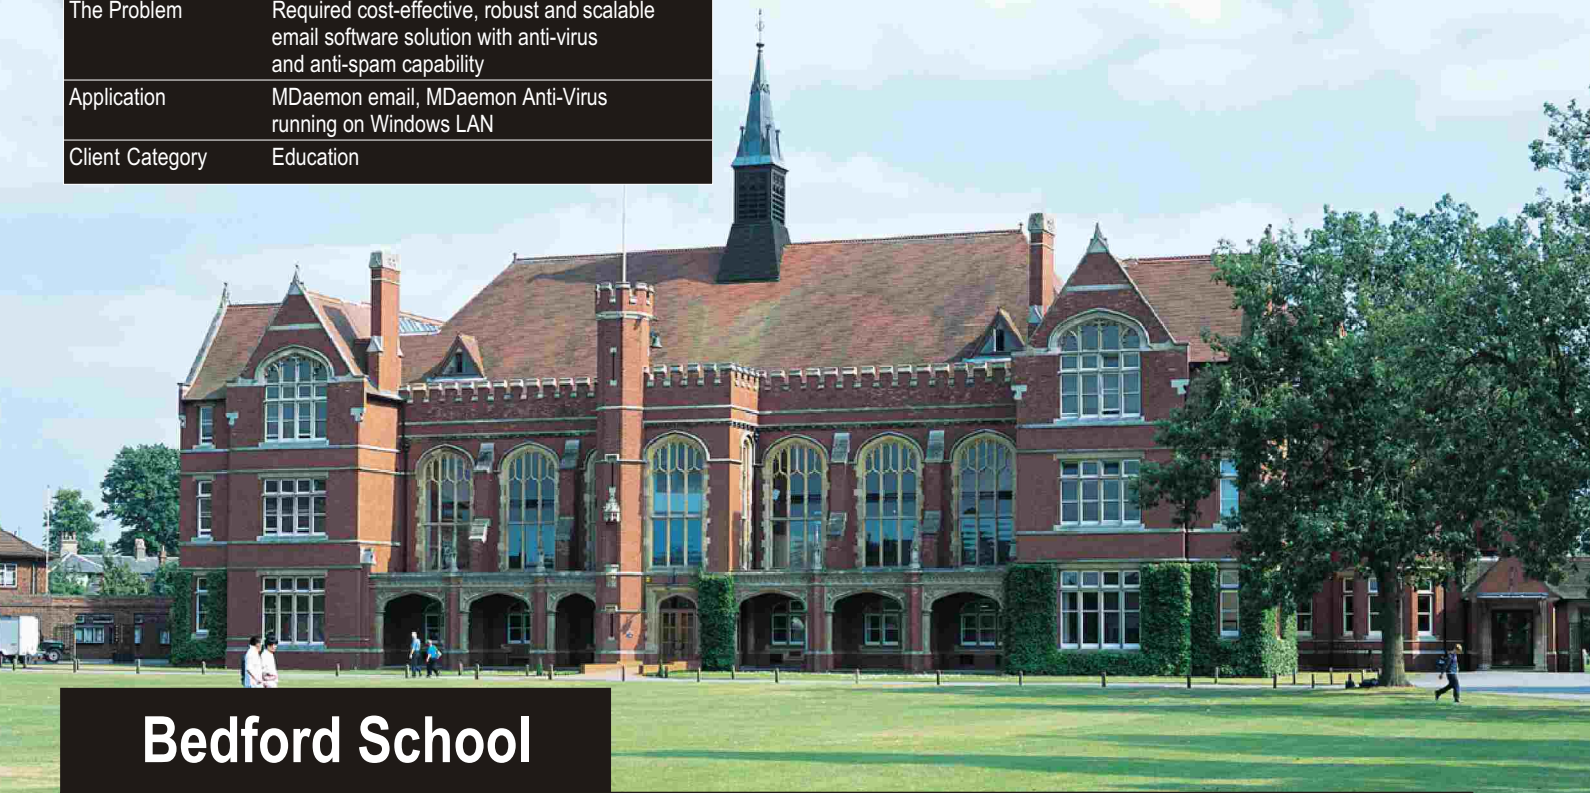 The Problem Required cost-effective, robust and scalable
email software solution with anti-virus
and anti-spam capability
Application MDaemon email, MDaemon Anti-Virus
running on Windows LAN
Client Category Education
Bedford School